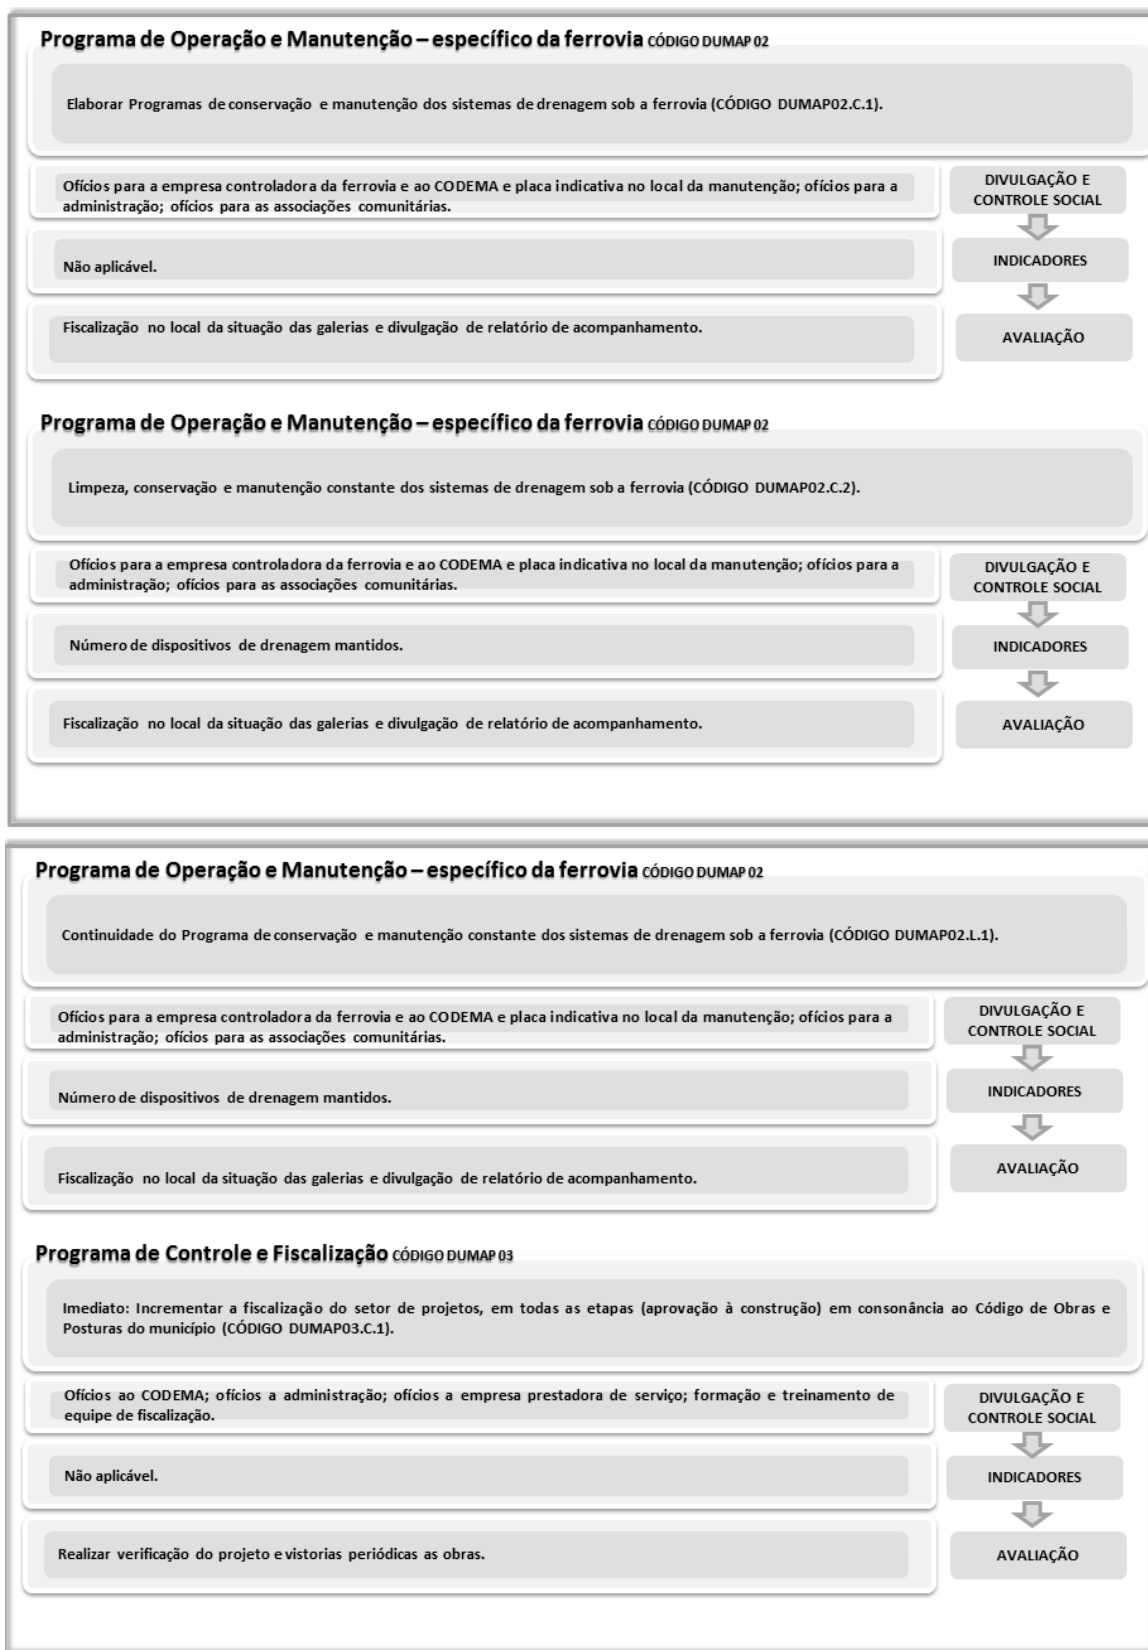 Programa de Operação e Manutenção – específico da ferrovia CÓDIGO DUMAP 02
Elaborar Programas de conservação e manutenção dos sistemas de drenagem sob a ferrovia (CÓDIGO DUMAP02.C.1).
Ofícios para a empresa controladora da ferrovia e ao CODEMA e placa indicativa no local da manutenção; ofícios para a
administração; ofícios para as associações comunitárias.
DIVULGAÇÃO E
CONTROLE SOCIAL
Não aplicável.
INDICADORES
Fiscalização no local da situação das galerias e divulgação de relatório de acompanhamento.
AVALIAÇÃO
Programa de Operação e Manutenção – específico da ferrovia CÓDIGO DUMAP 02
Limpeza, conservação e manutenção constante dos sistemas de drenagem sob a ferrovia (CÓDIGO DUMAP02.C.2).
Ofícios para a empresa controladora da ferrovia e ao CODEMA e placa indicativa no local da manutenção; ofícios para a
administração; ofícios para as associações comunitárias.
DIVULGAÇÃO E
CONTROLE SOCIAL
Número de dispositivos de drenagem mantidos.
INDICADORES
Fiscalização no local da situação das galerias e divulgação de relatório de acompanhamento.
AVALIAÇÃO
Programa de Operação e Manutenção – específico da ferrovia CÓDIGO DUMAP 02
Continuidade do Programa de conservação e manutenção constante dos sistemas de drenagem sob a ferrovia (CÓDIGO DUMAP02.L.1).
Ofícios para a empresa controladora da ferrovia e ao CODEMA e placa indicativa no local da manutenção; ofícios para a
administração; ofícios para as associações comunitárias.
DIVULGAÇÃO E
CONTROLE SOCIAL
Número de dispositivos de drenagem mantidos.
INDICADORES
Fiscalização no local da situação das galerias e divulgação de relatório de acompanhamento.
AVALIAÇÃO
Programa de Controle e Fiscalização CÓDIGO DUMAP 03
Imediato: Incrementar a fiscalização do setor de projetos, em todas as etapas (aprovação à construção) em consonância ao Código de Obras e
Posturas do município (CÓDIGO DUMAP03.C.1).
Ofícios ao CODEMA; ofícios a administração; ofícios a empresa prestadora de serviço; formação e treinamento de
equipe de fiscalização.
DIVULGAÇÃO E
CONTROLE SOCIAL
Não aplicável.
INDICADORES
Realizar verificação do projeto e vistorias periódicas as obras.
AVALIAÇÃO